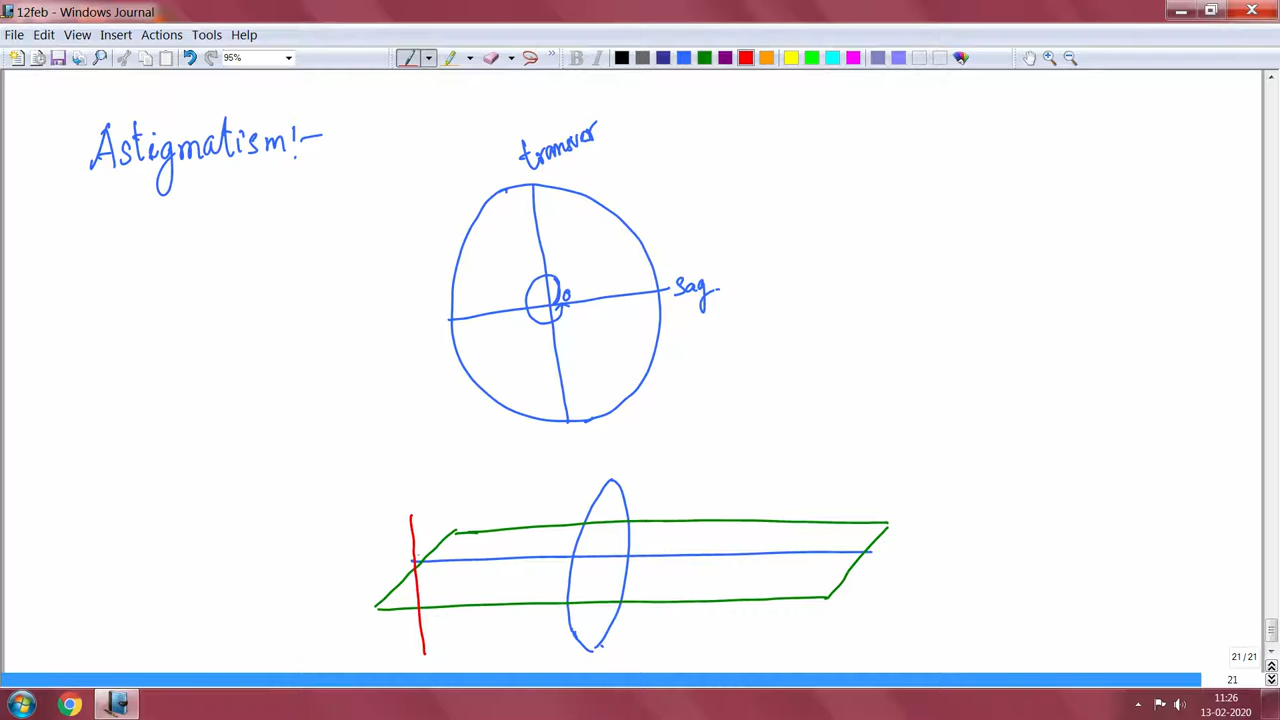 12feb - Windows Journal
File Edit View Insert Actions Tools Help
95%
B I
Astigmatism:-
transver
sag.
21 / 21
21
11:26
13-02-2020